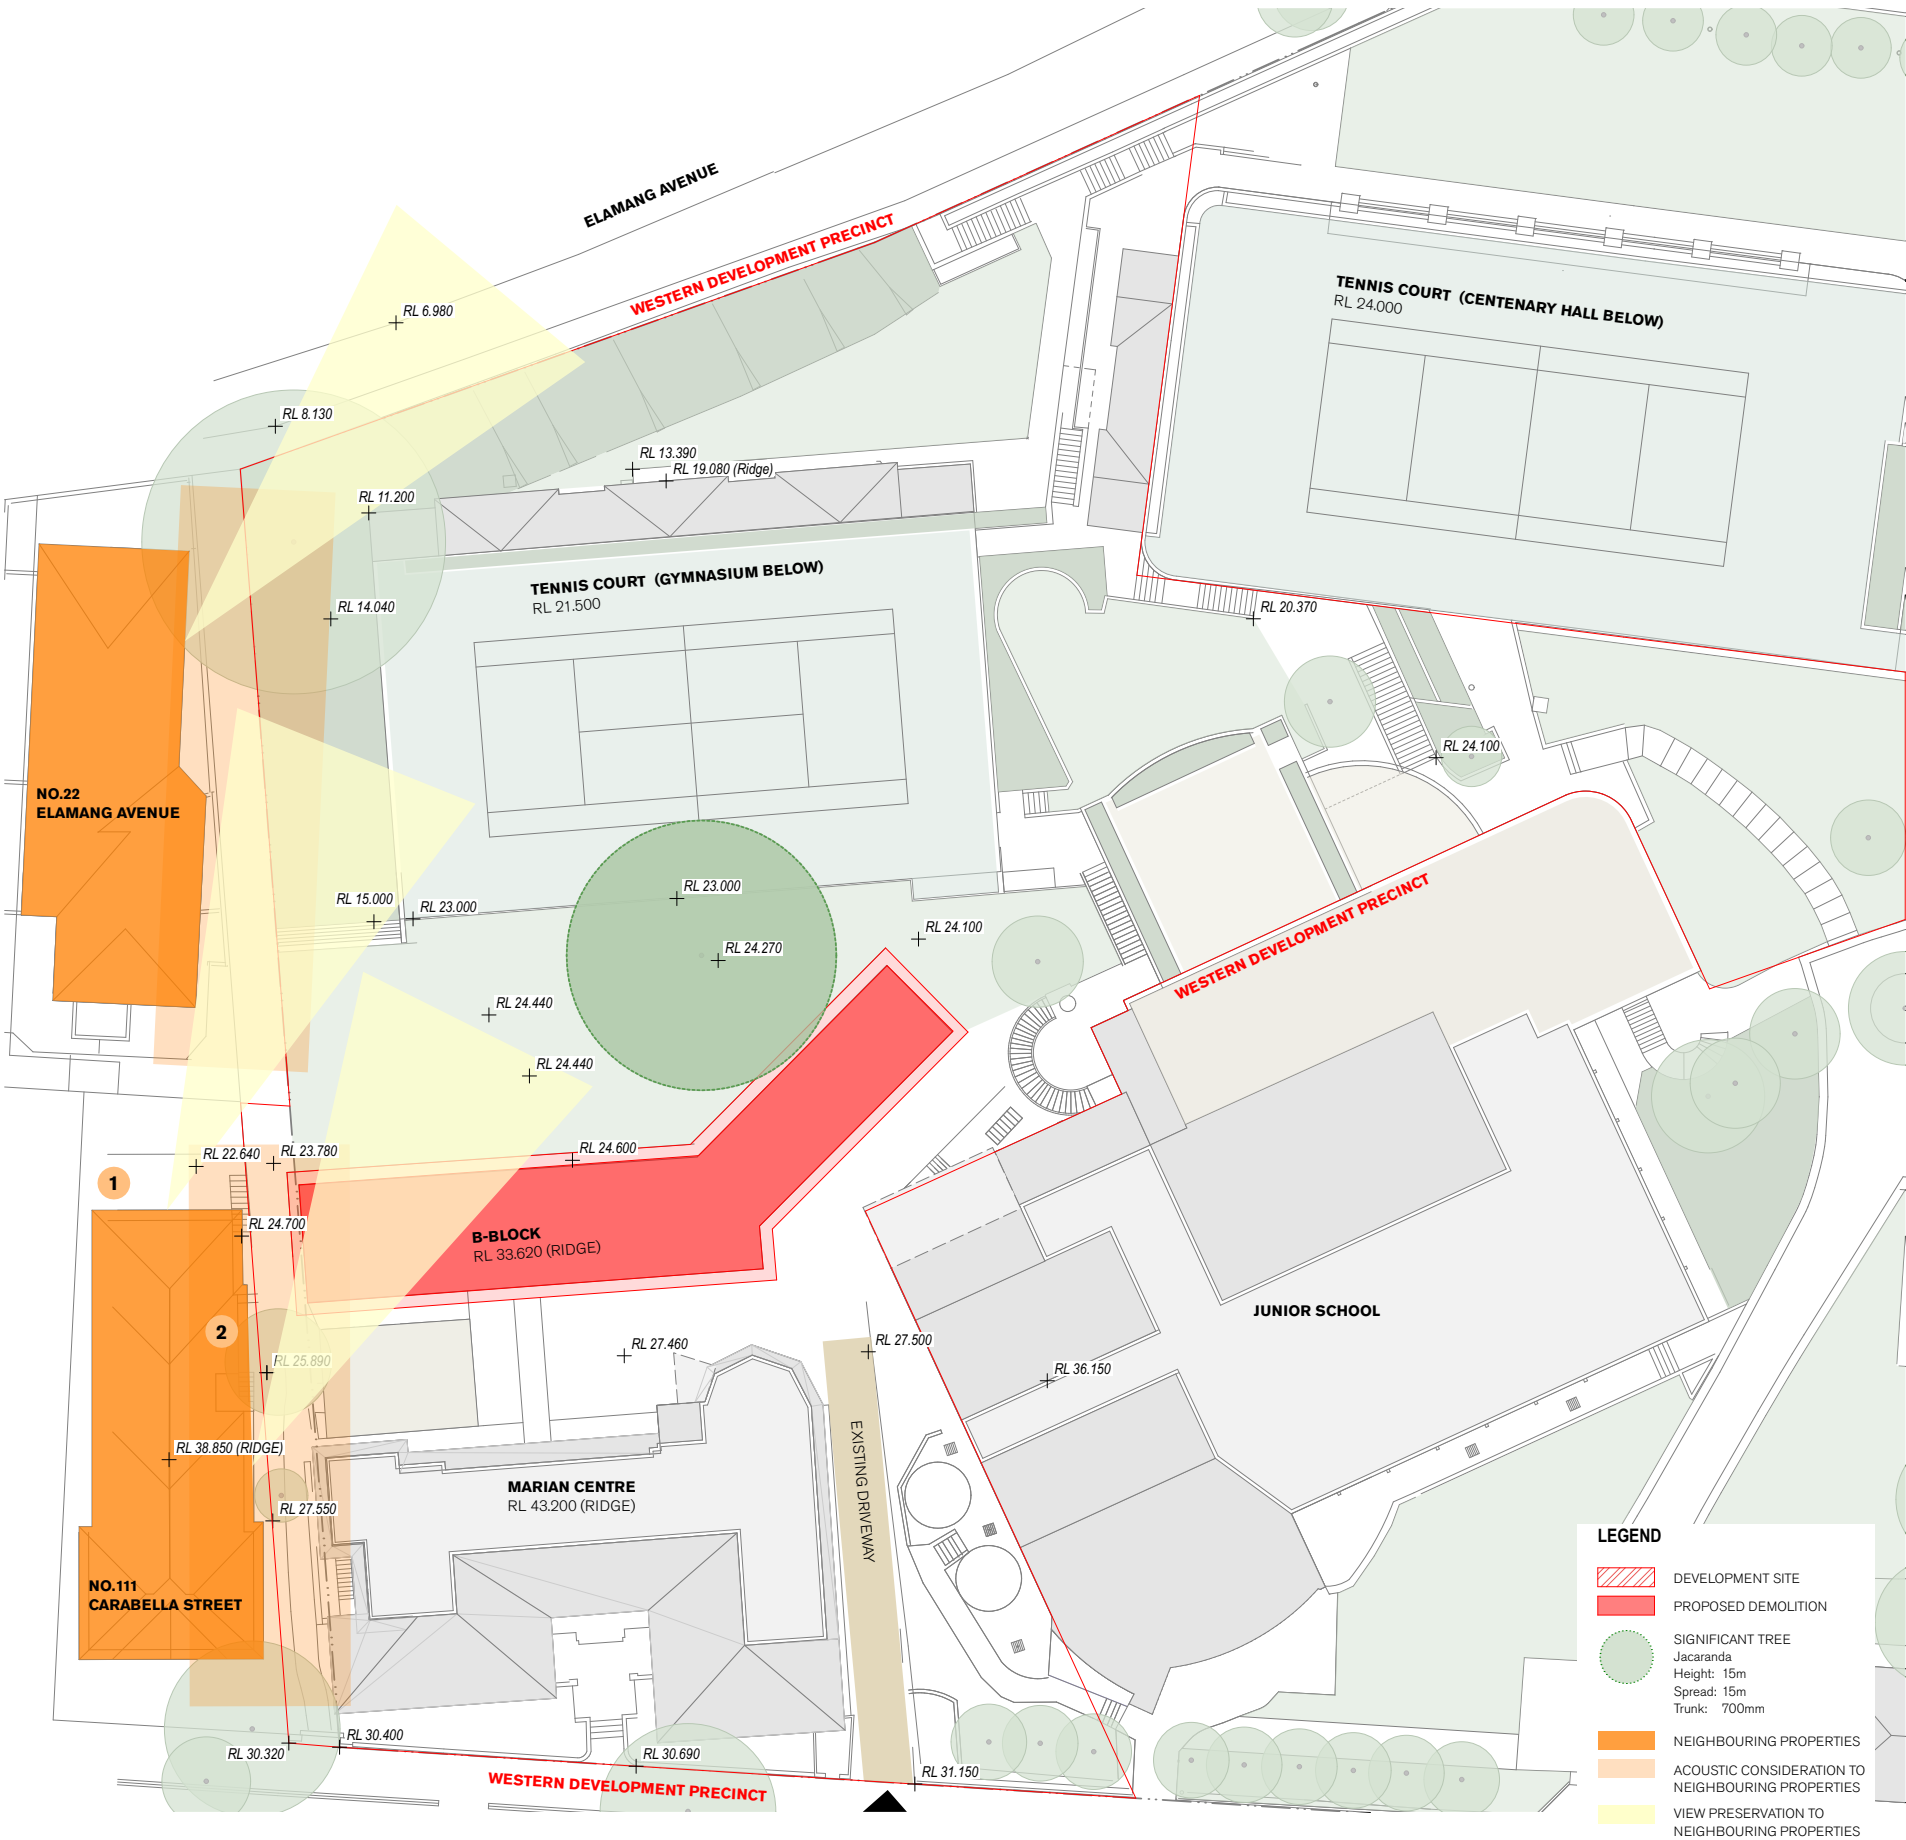 ELAMANG AVENUE
WESTERN DEVELOPMENT PRECINCT
RL 6.980
TENNIS COURT (CENTENARY HALL BELOW)
RL 24.000
RL 8.130
RL 13.390
RL 19.080 (Ridge)
RL 11.200
TENNIS COURT (GYMNASIUM BELOW)
RL 21.500
RL 14.040
RL 20.370
RL 24.100
NO.22
ELAMANG AVENUE
RL 15.000
RL 23.000
RL 23.000
RL 24.100
RL 24.270
WESTERN DEVELOPMENT PRECINCT
RL 24.440
RL 24.440
RL 24.600
RL 22.640
RL 23.780
1
RL 24.700
B-BLOCK
RL 33.620 (RIDGE)
2
RL 25.890
RL 27.460
RL 27.500
RL 36.150
JUNIOR SCHOOL
RL 38.850 (RIDGE)
RL 27.550
MARIAN CENTRE
RL 43.200 (RIDGE)
EXISTING DRIVEWAY
NO.111
CARABELLA STREET
RL 30.320
RL 30.400
RL 30.690
RL 31.150
WESTERN DEVELOPMENT PRECINCT
LEGEND
DEVELOPMENT SITE
PROPOSED DEMOLITION
SIGNIFICANT TREE
Jacaranda
Height: 15m
Spread: 15m
Trunk: 700mm
NEIGHBOURING PROPERTIES
ACOUSTIC CONSIDERATION TO
NEIGHBOURING PROPERTIES
VIEW PRESERVATION TO
NEIGHBOURING PROPERTIES